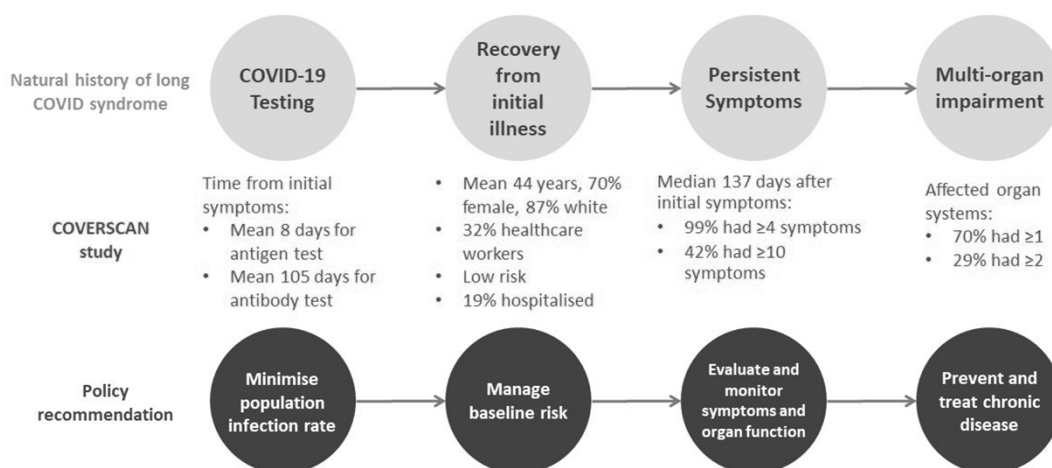 Natural history of long
COVID syndrome
COVID-19
Testing
Recovery
from
initial
illness
Persistent
Symptoms
Multi-organ
impairment
COVERSCAN
study
Time from initial
symptoms:
• Mean 8 days for
antigen test
• Mean 105 days for
antibody test
• Mean 44 years, 70%
female, 87% white
• 32% healthcare
workers
• Low risk
• 19% hospitalised
Median 137 days after
initial symptoms:
• 99% had ≥4 symptoms
• 42% had ≥10
symptoms
Affected organ
systems:
• 70% had ≥1
• 29% had ≥2
Policy
recommendation
Minimise
population
infection rate
Manage
baseline risk
Evaluate and
monitor
symptoms and
organ function
Prevent and
treat chronic
disease